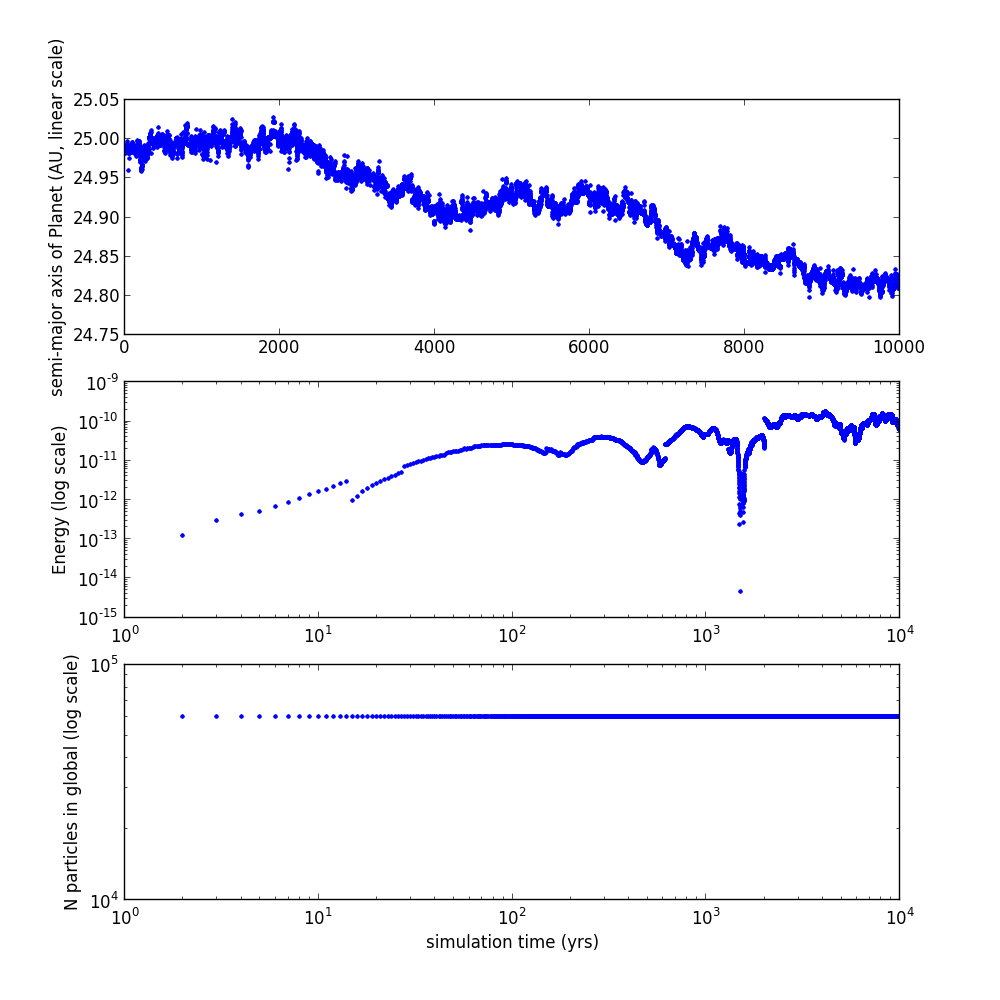 semi-major axis of Planet (AU, linear scale)
25.05
25.00
24.95
24.90
24.85
24.80
24.75
0 2000 4000 6000 8000 10000
Energy (log scale)
10^-9
10^-10
10^-11
10^-12
10^-13
10^-14
10^-15
10^0 10^1 10^2 10^3 10^4
N particles in global (log scale)
10^5
10^4
10^0 10^1 10^2 10^3 10^4
simulation time (yrs)